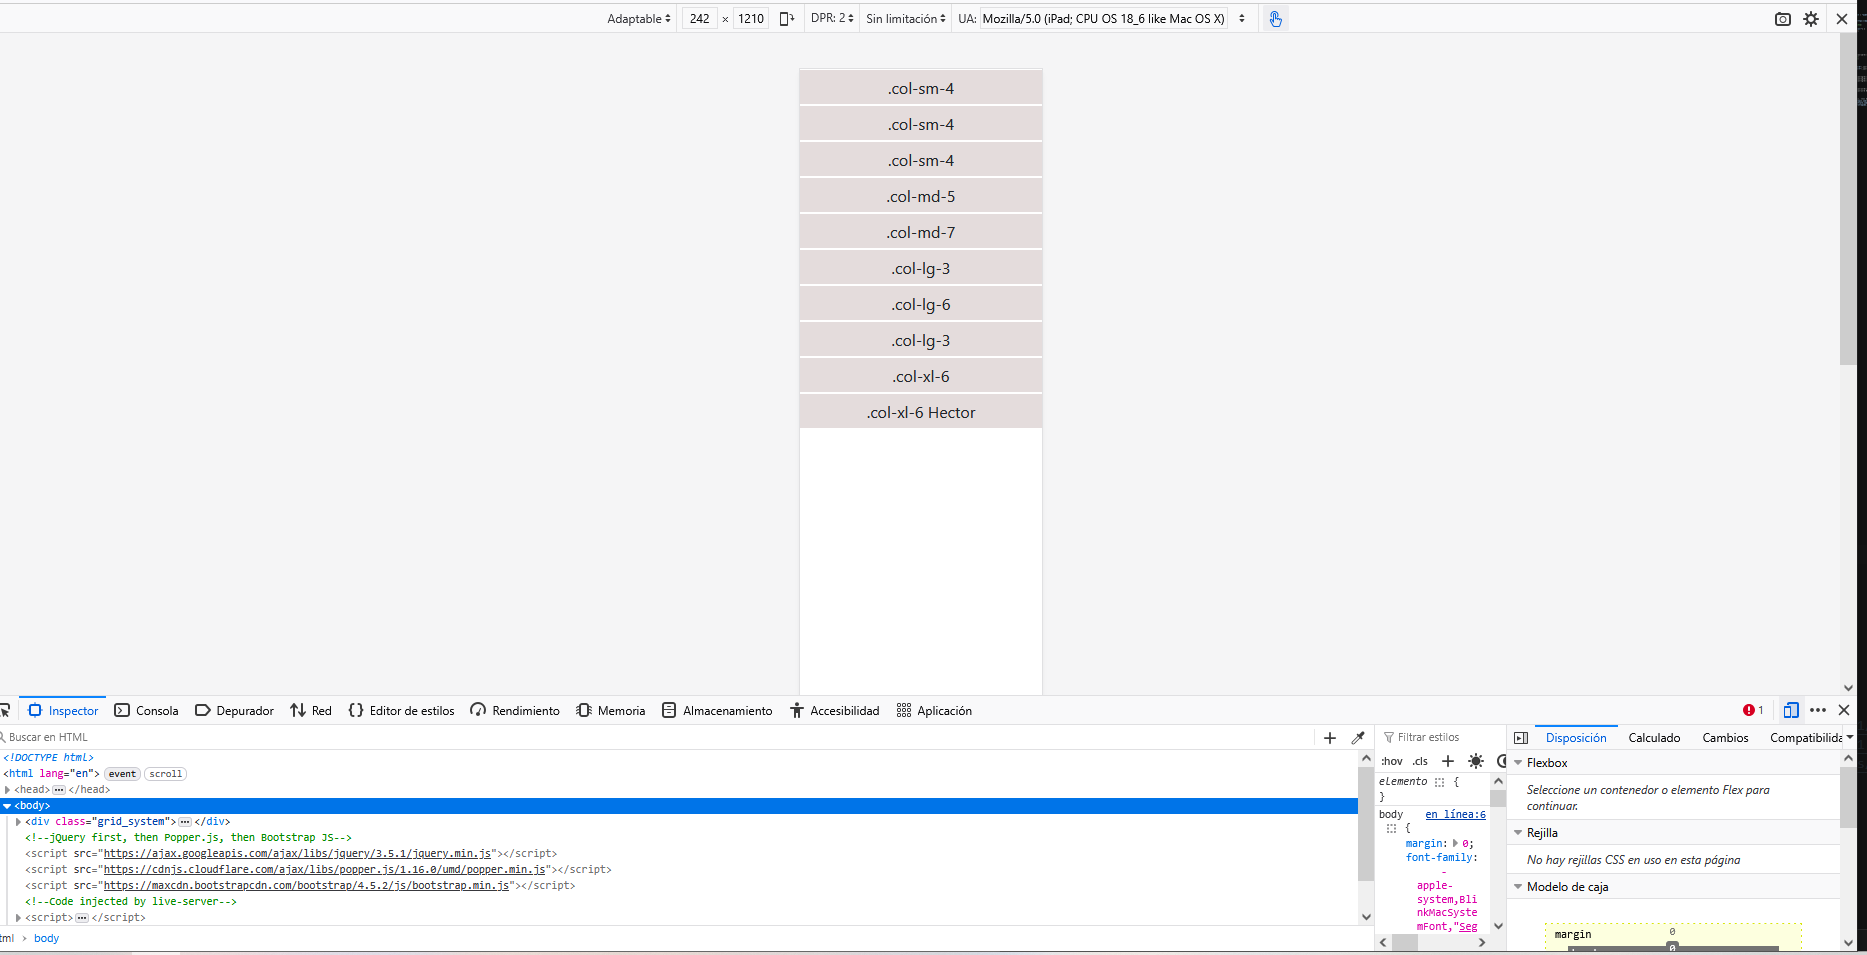 Adaptable 242 × 1210 DPR: 2 Sin limitación UA: Mozilla/5.0 (iPad; CPU OS 18_6 like Mac OS X)
.col-sm-4
.col-sm-4
.col-sm-4
.col-md-5
.col-md-7
.col-lg-3
.col-lg-6
.col-lg-3
.col-xl-6
.col-xl-6 Hector
Inspector Consola Depurador Red Editor de estilos Rendimiento Memoria Almacenamiento Accesibilidad Aplicación 1
Buscar en HTML
<!DOCTYPE html>
<html lang="en"> event scroll
<head> </head>
<body>
<div class="grid_system"> </div>
<!--jQuery first, then Popper.js, then Bootstrap JS-->
<script src="https://ajax.googleapis.com/ajax/libs/jquery/3.5.1/jquery.min.js"></script>
<script src="https://cdnjs.cloudflare.com/ajax/libs/popper.js/1.16.0/umd/popper.min.js"></script>
<script src="https://maxcdn.bootstrapcdn.com/bootstrap/4.5.2/js/bootstrap.min.js"></script>
<!--Code injected by live-server-->
<script> </script>
tml > body
Filtrar estilos
:hov .cls
elemento {
}
body en línea:6
{
margin: 0;
font-family:
-
apple-
system,Bli
nkMacSyste
mFont,"Seg
Disposición Calculado Cambios Compatibilida
Flexbox
Seleccione un contenedor o elemento Flex para
continuar.
Rejilla
No hay rejillas CSS en uso en esta página
Modelo de caja
margin 0
0